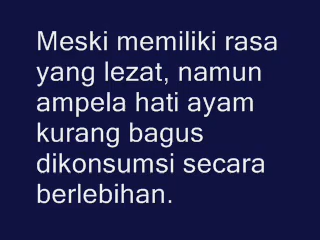 Meski memiliki rasa
yang lezat, namun
ampela hati ayam
kurang bagus
dikonsumsi secara
berlebihan.